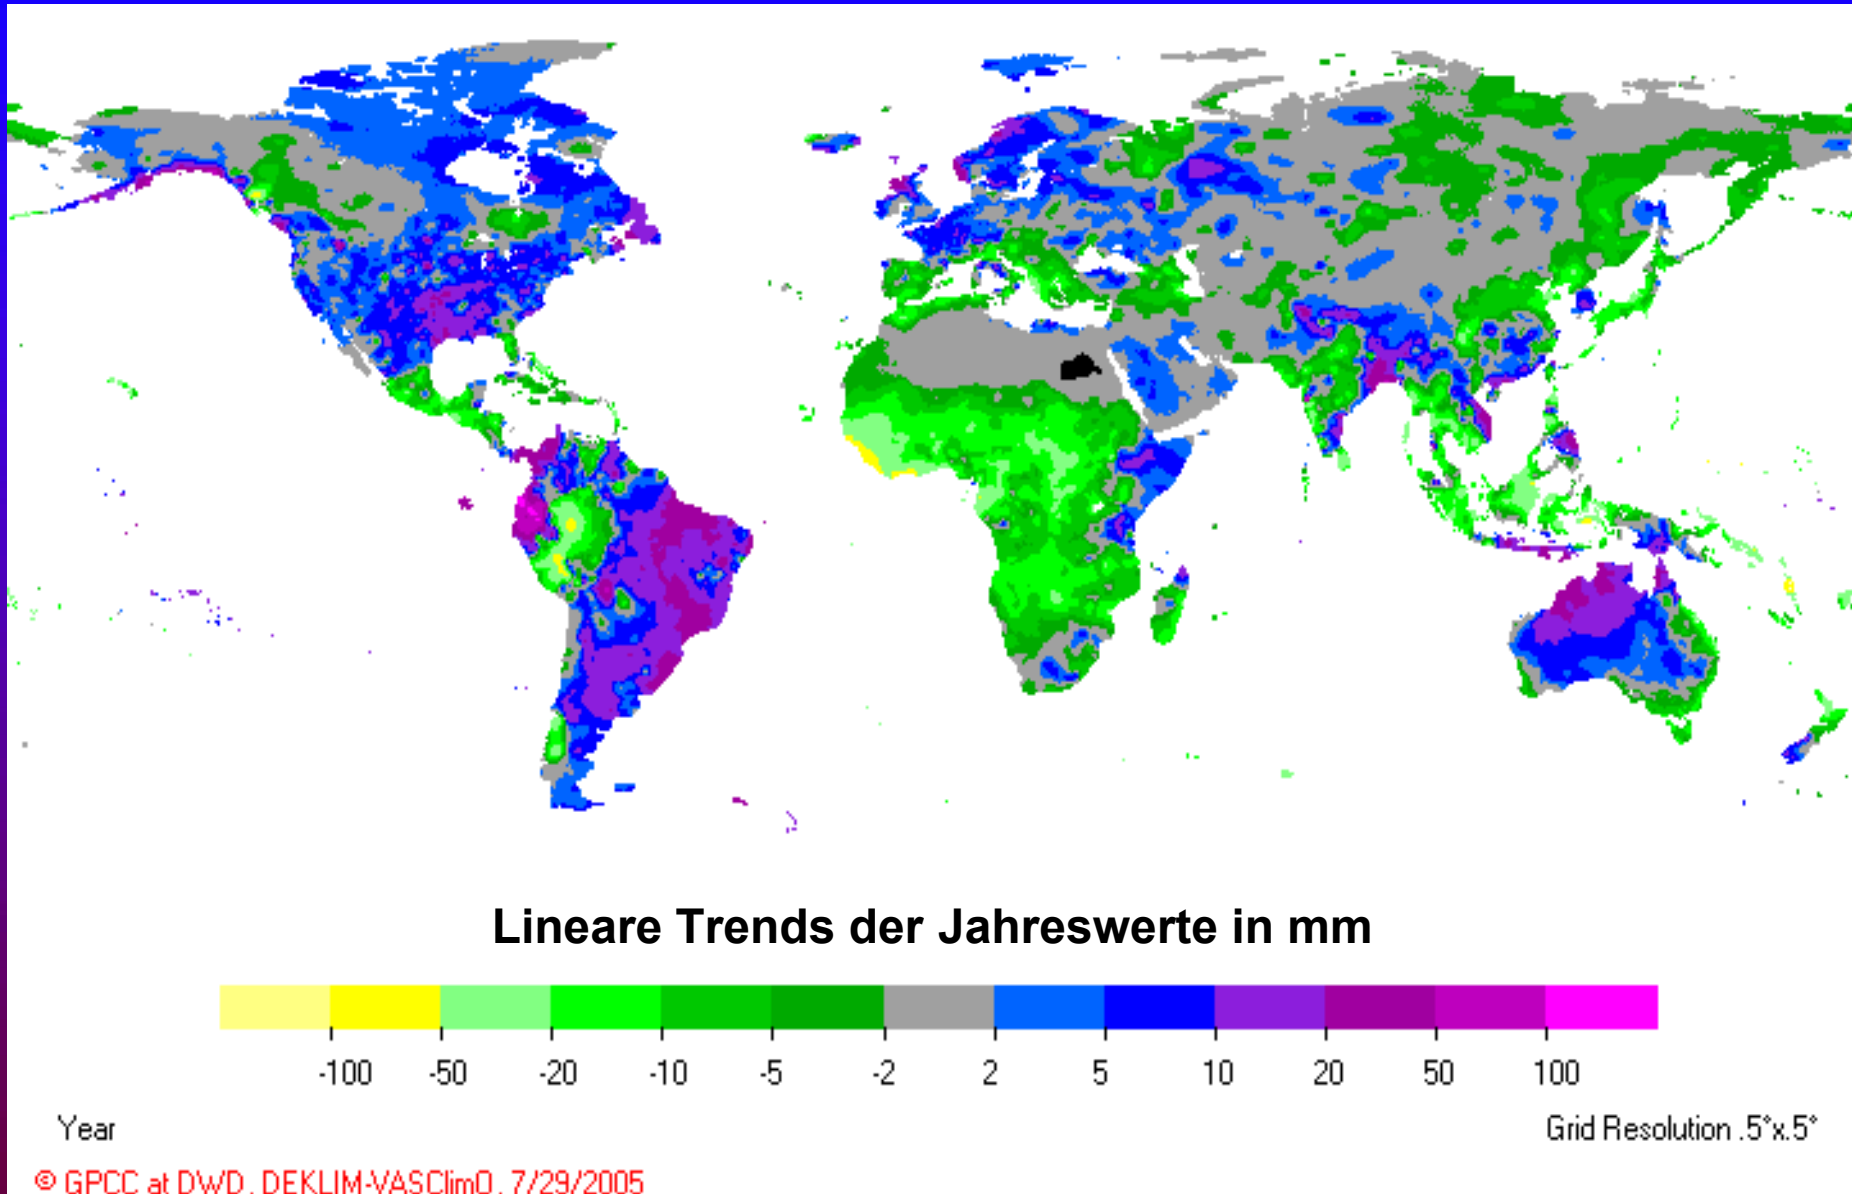 Lineare Trends der Jahreswerte in mm
-100 -50 -20 -10 -5 -2 2 5 10 20 50 100
Year
Grid Resolution .5°x.5°
© GPCC at DWD, DEKLIM-VASClimO, 7/29/2005